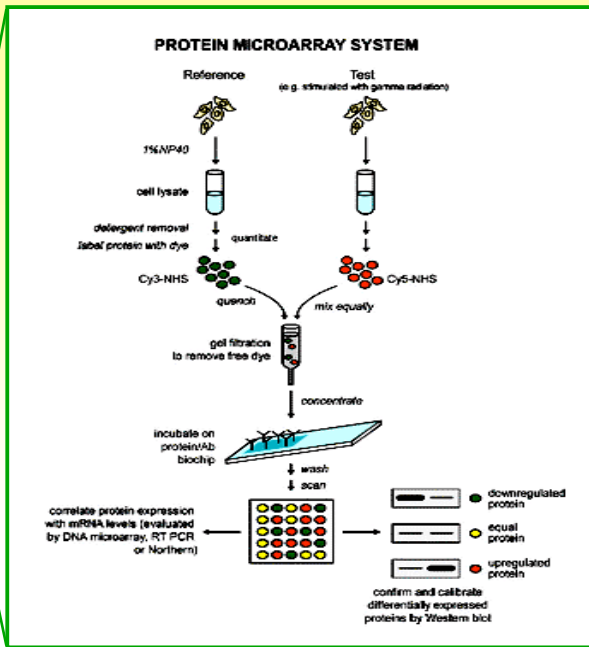 PROTEIN MICROARRAY SYSTEM
Reference
Test
(e.g. stimulated with gamma radiation)
1%NP40
cell lysate
detergent removal
label protein with dye
quantitate
Cy3-NHS
Cy5-NHS
quench
mix equally
gel filtration
to remove free dye
concentrate
incubate on
protein/Ab
biochip
wash
scan
correlate protein expression
with mRNA levels (evaluated
by DNA microarray, RT PCR
or Northern)
downregulated
protein
equal
protein
upregulated
protein
confirm and calibrate
differentially expressed
proteins by Western blot